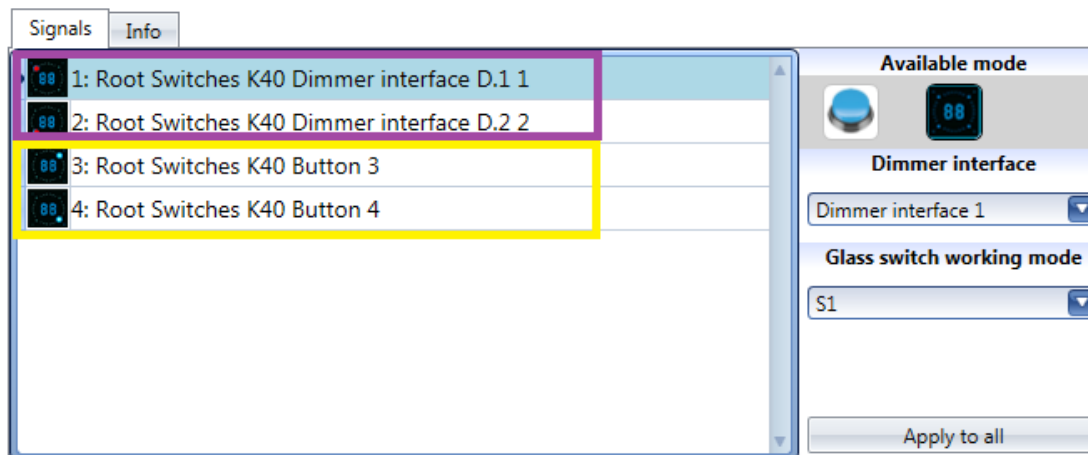 Signals
Info
1: Root Switches K40 Dimmer interface D.1 1
2: Root Switches K40 Dimmer interface D.2 2
3: Root Switches K40 Button 3
4: Root Switches K40 Button 4
Available mode
88
Dimmer interface
Dimmer interface 1
Glass switch working mode
S1
Apply to all